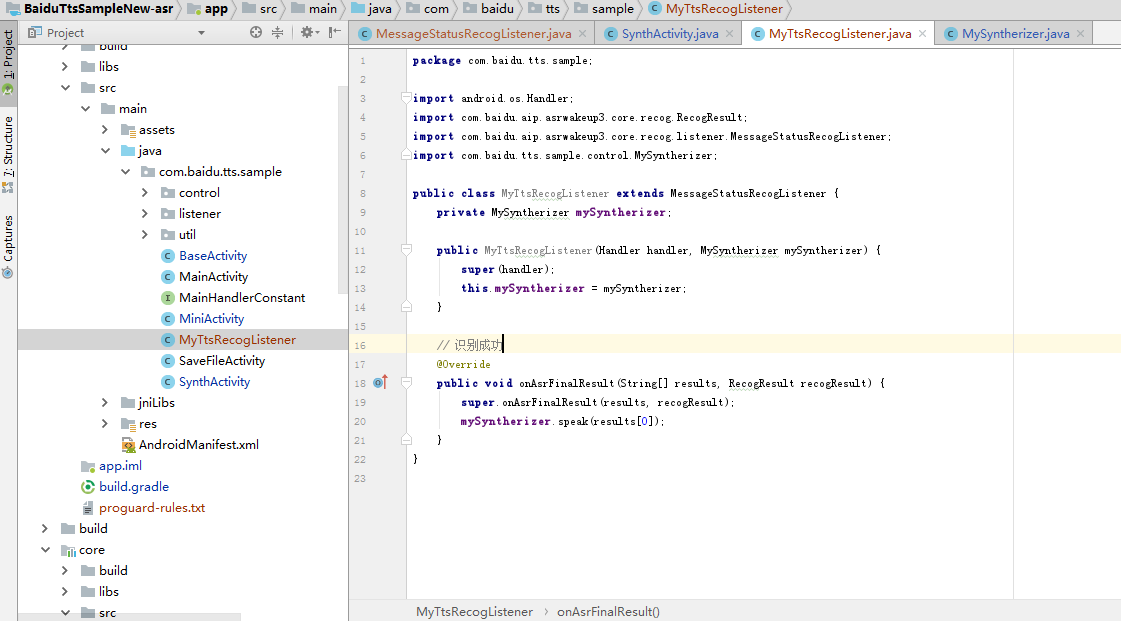 BaiduTtsSampleNew-asr app src main java com baidu tts sample MyTtsRecogListener
Project
MessageStatusRecogListener.java SynthActivity.java MyTtsRecogListener.java MySyntherizer.java
1: Project
7: Structure
Captures
build
libs
src
main
assets
java
com.baidu.tts.sample
control
listener
util
BaseActivity
MainActivity
MainHandlerConstant
MiniActivity
MyTtsRecogListener
SaveFileActivity
SynthActivity
jniLibs
res
AndroidManifest.xml
app.iml
build.gradle
proguard-rules.txt
build
core
build
libs
src
1 package com.baidu.tts.sample;
2
3 import android.os.Handler;
4 import com.baidu.aip.asrwakeup3.core.recog.RecogResult;
5 import com.baidu.aip.asrwakeup3.core.recog.listener.MessageStatusRecogListener;
6 import com.baidu.tts.sample.control.MySyntherizer;
7
8 public class MyTtsRecogListener extends MessageStatusRecogListener {
9 private MySyntherizer mySyntherizer;
10
11 public MyTtsRecogListener(Handler handler, MySyntherizer mySyntherizer) {
12 super(handler);
13 this.mySyntherizer = mySyntherizer;
14 }
15
16 // 识别成功
17 @Override
18 public void onAsrFinalResult(String[] results, RecogResult recogResult) {
19 super.onAsrFinalResult(results, recogResult);
20 mySyntherizer.speak(results[0]);
21 }
22 }
23
MyTtsRecogListener › onAsrFinalResult()